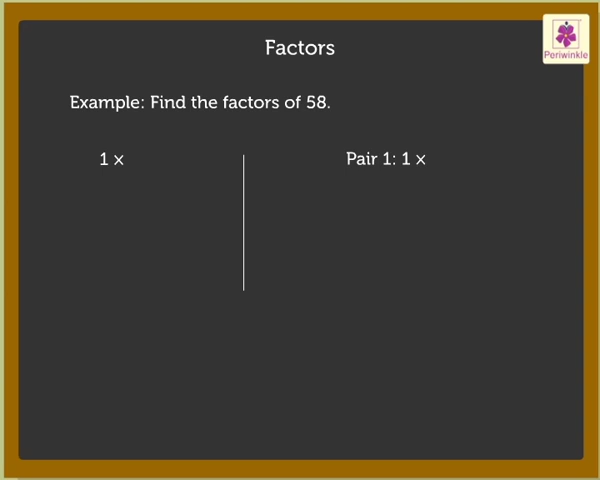 Factors
Periwinkle
Example: Find the factors of 58.
1 x
Pair 1: 1 x